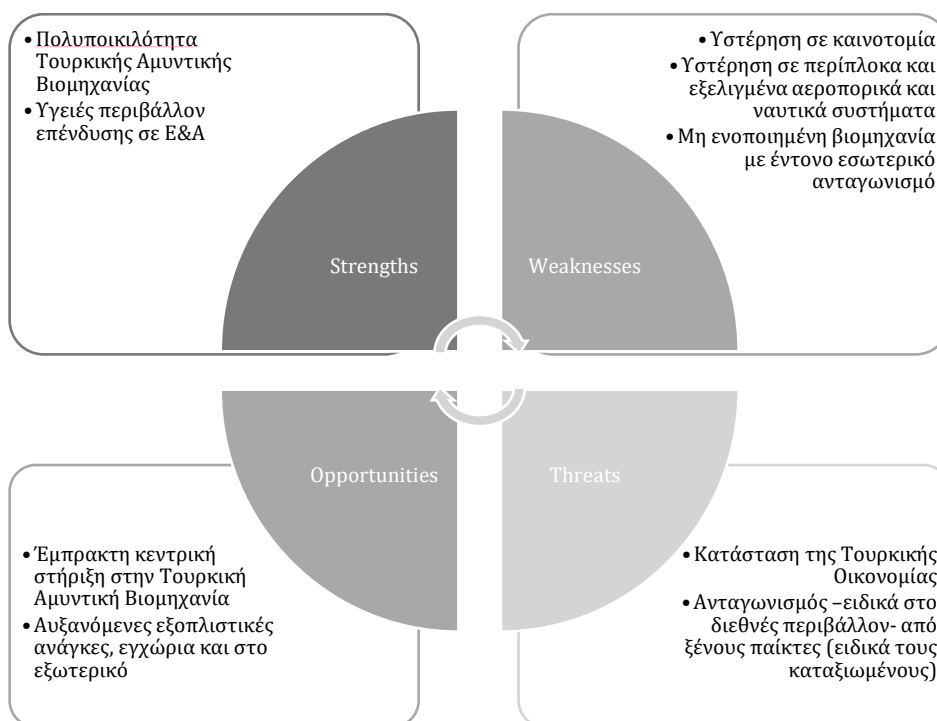 • Πολυποικιλότητα
Τουρκικής Αμυντικής
Βιομηχανίας
• Υγειές περιβάλλον
επένδυσης σε Ε&Α
• Υστέρηση σε καινοτομία
• Υστέρηση σε περίπλοκα και
εξελιγμένα αεροπορικά και
ναυτικά συστήματα
• Μη ενοποιημένη βιομηχανία
με έντονο εσωτερικό
ανταγωνισμό
Strengths
Weaknesses
Opportunities
Threats
• Έμπρακτη κεντρική
στήριξη στην Τουρκική
Αμυντική Βιομηχανία
• Αυξανόμενες εξοπλιστικές
ανάγκες, εγχώρια και στο
εξωτερικό
• Κατάσταση της Τουρκικής
Οικονομίας
• Ανταγωνισμός –ειδικά στο
διεθνές περιβάλλον- από
ξένους παίκτες (ειδικά τους
καταξιωμένους)